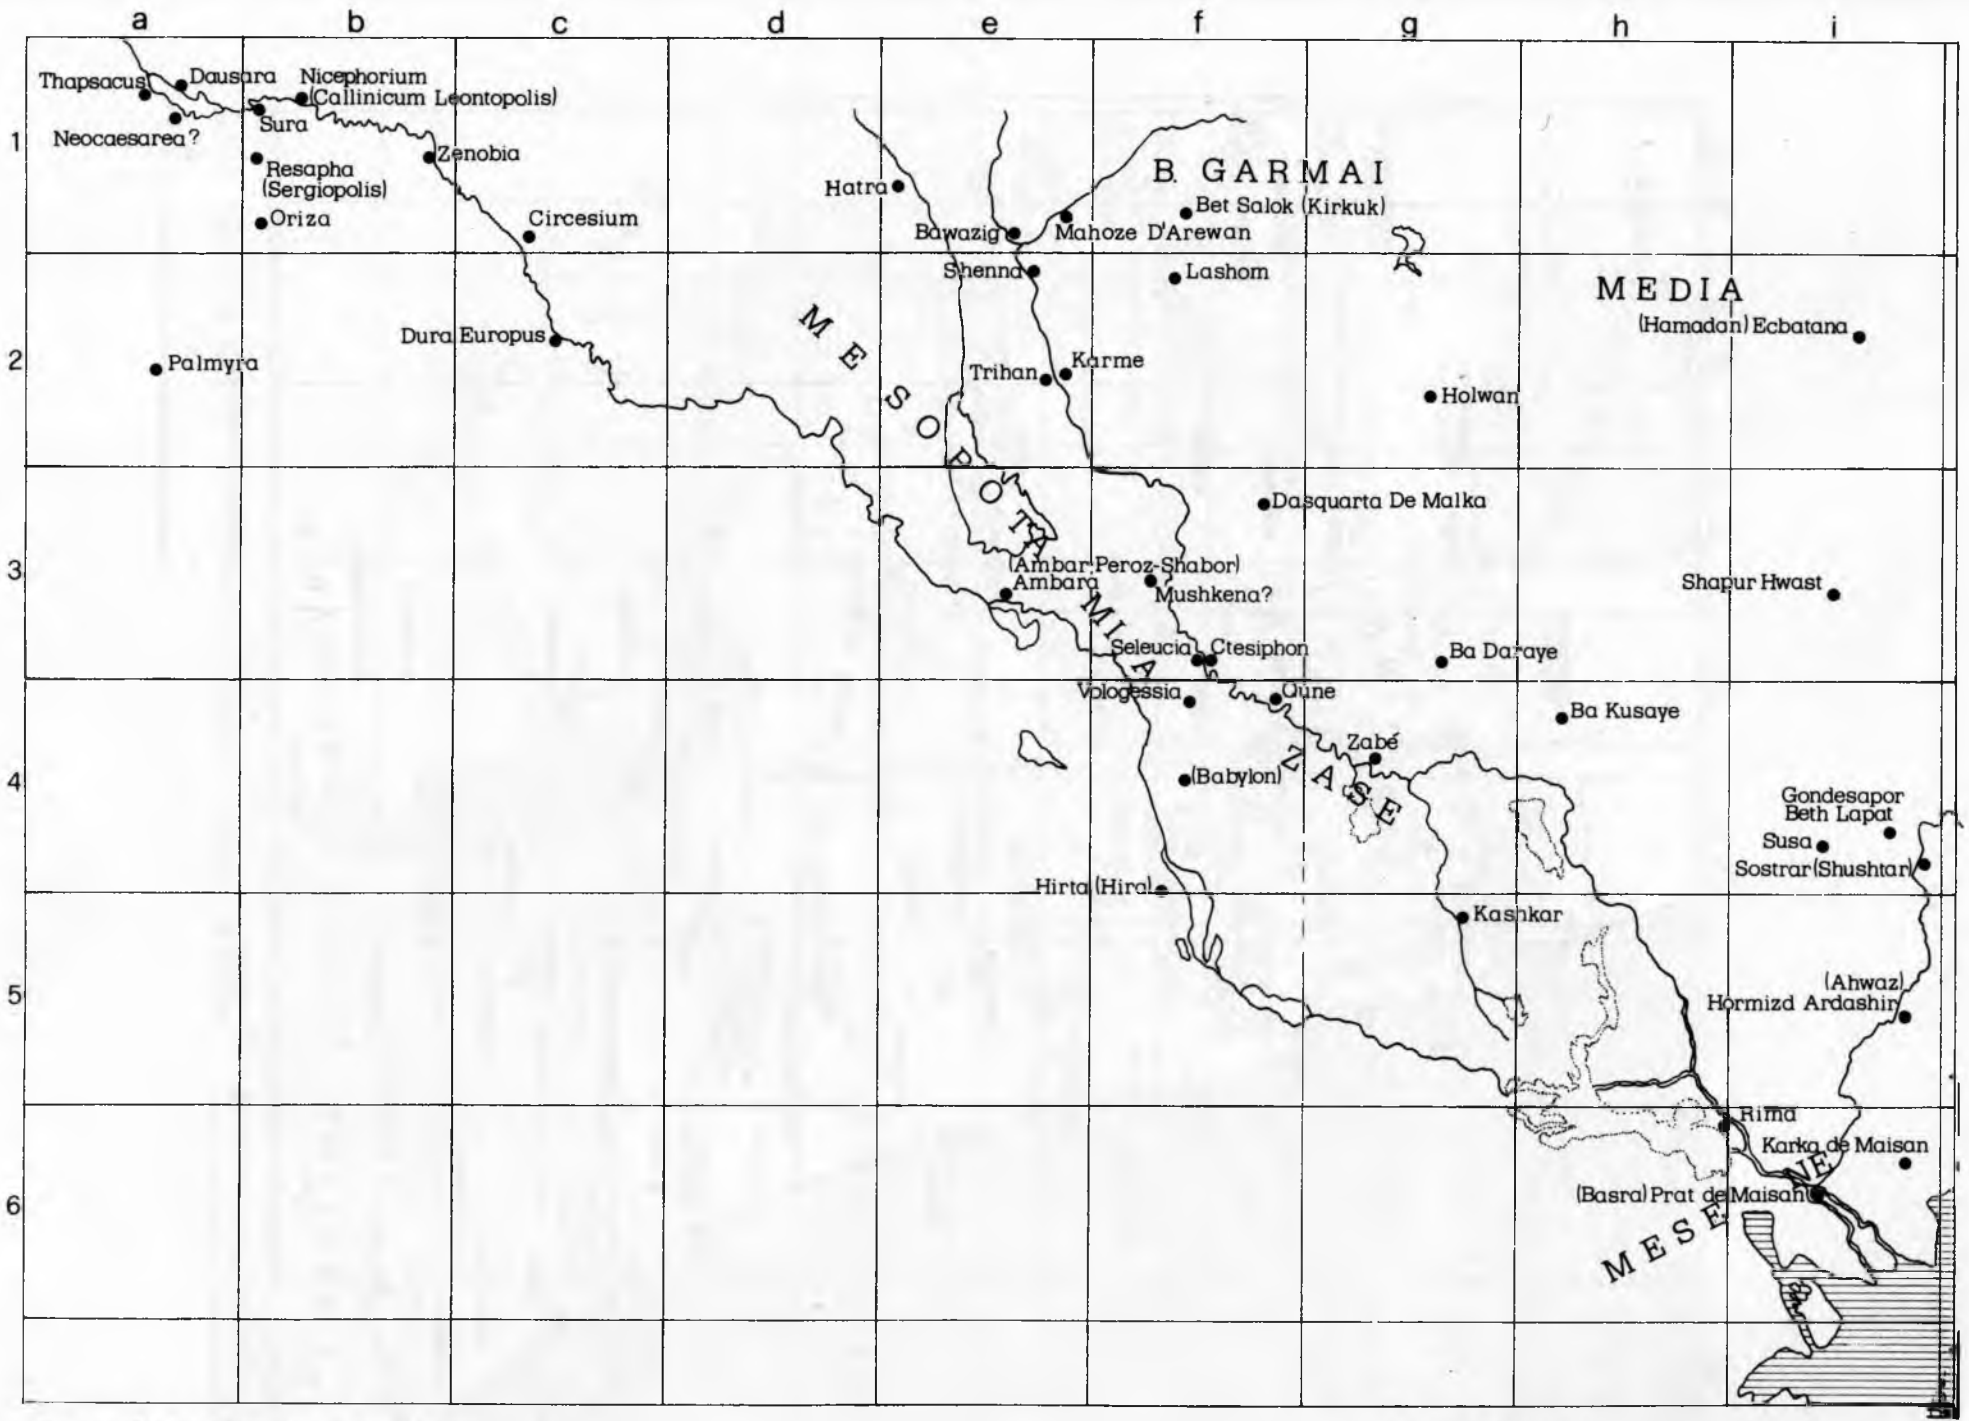 a b c d e f g h i
1
Thapsacus
Dausara
Nicephorium
(Callinicum Leontopolis)
Neocaesarea?
Sura
Zenobia
Resapha
(Sergiopolis)
Oriza
Circesium
Hatra
B. GARMAI
Bet Salok (Kirkuk)
Bawazig
Mahoze D'Arewan
2
Shenna
Lashom
MEDIA
(Hamadan) Ecbatana
Dura Europus
Palmyra
Trihan
Karme
Holwan
MESOPOTAMIA
3
Dasquarta De Malka
(Ambar, Peroz-Shabor)
Ambara
Mushkena?
Shapur Hwast
Seleucia
Ctesiphon
Ba Daraye
4
Vologessia
Qune
Ba Kusaye
Zabé
(Babylon)
ZASE
Gondesapor
Beth Lapat
Susa
Sostrar (Shushtar)
Hirta (Hira)
5
Kashkar
(Ahwaz)
Hormizd Ardashir
6
Rima
Karka de Maisan
(Basra) Prat de Maisan
MESENE